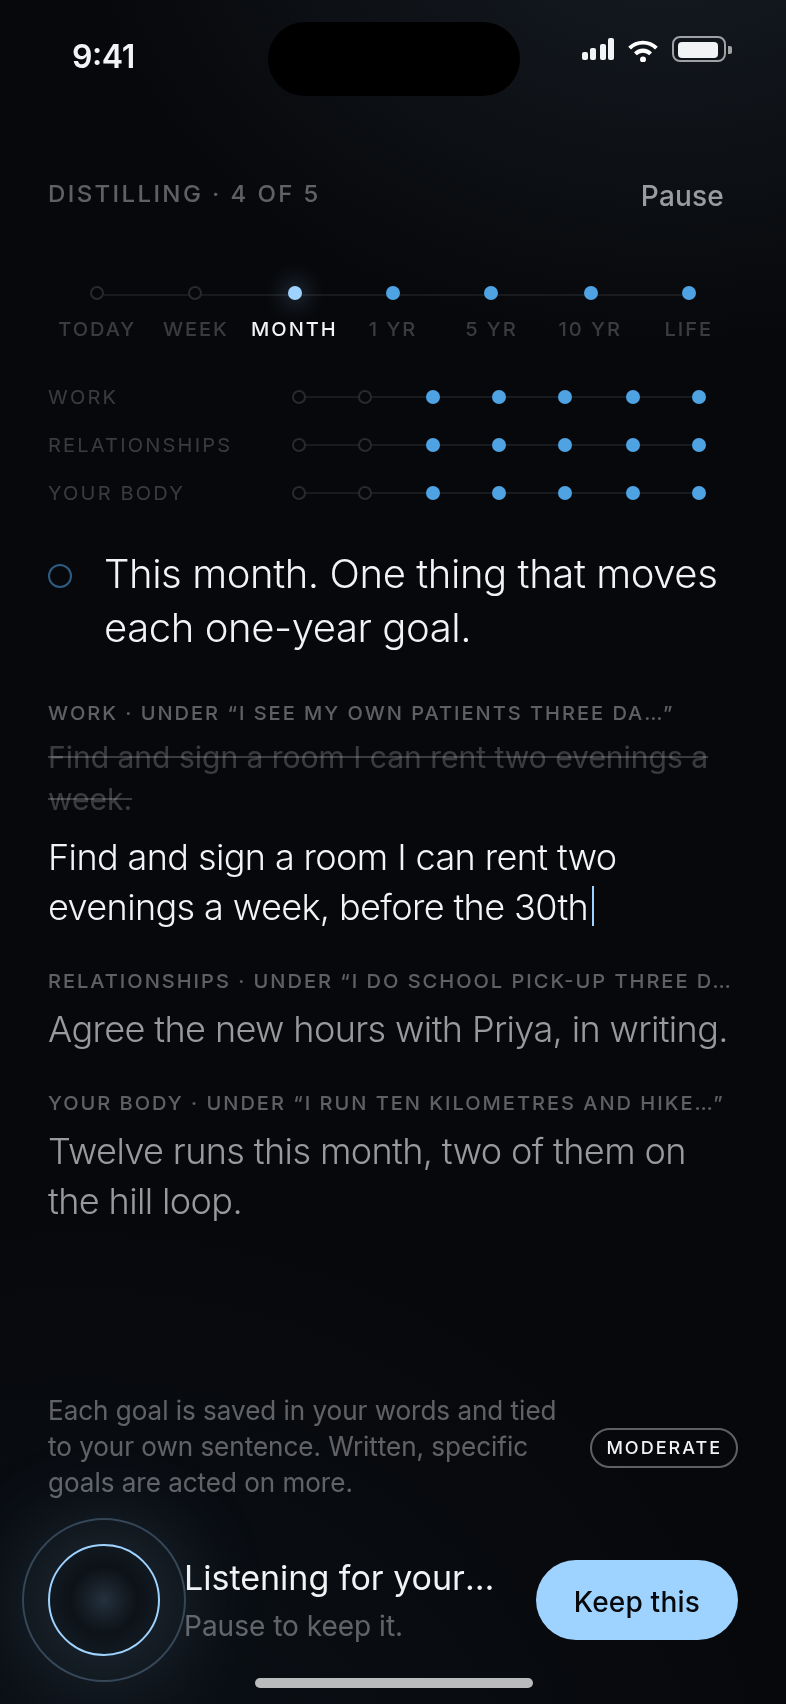 9:41
DISTILLING · 4 OF 5
Pause
TODAY WEEK MONTH 1 YR 5 YR 10 YR LIFE
WORK
RELATIONSHIPS
YOUR BODY
This month. One thing that moves
each one-year goal.
WORK · UNDER “I SEE MY OWN PATIENTS THREE DA…”
Find and sign a room I can rent two evenings a
week.
Find and sign a room I can rent two
evenings a week, before the 30th
RELATIONSHIPS · UNDER “I DO SCHOOL PICK-UP THREE D…
Agree the new hours with Priya, in writing.
YOUR BODY · UNDER “I RUN TEN KILOMETRES AND HIKE…”
Twelve runs this month, two of them on
the hill loop.
Each goal is saved in your words and tied
to your own sentence. Written, specific
goals are acted on more.
MODERATE
Listening for your…
Pause to keep it.
Keep this